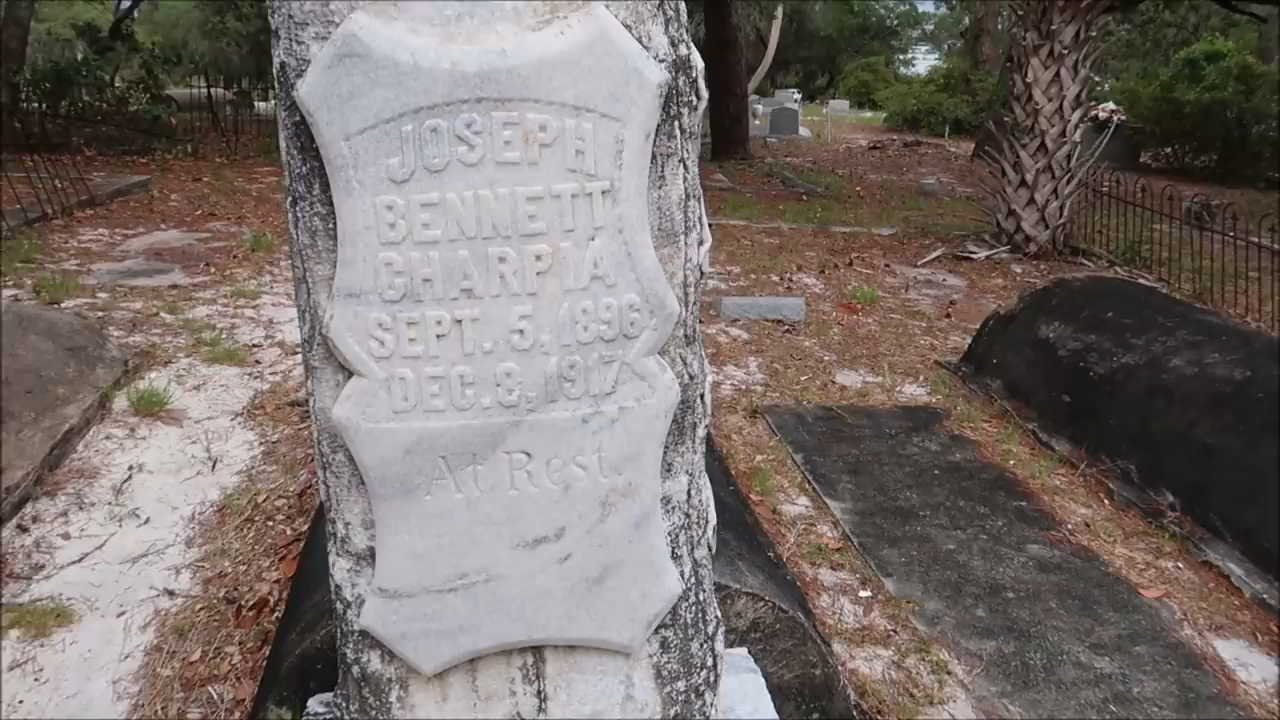 JOSEPH
BENNETT
CHARPIA
SEPT. 5, 1896
DEC. 8, 1917
At Rest